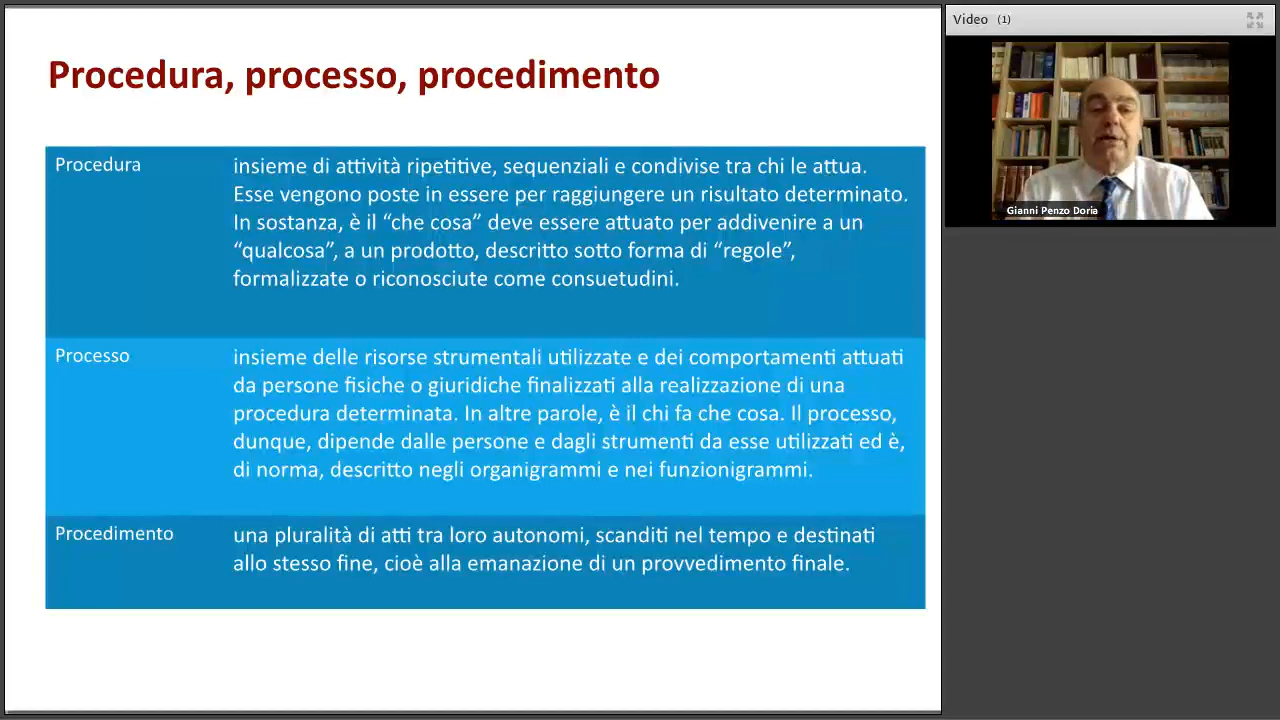 Procedura, processo, procedimento
Procedura
insieme di attività ripetitive, sequenziali e condivise tra chi le attua.
Esse vengono poste in essere per raggiungere un risultato determinato.
In sostanza, è il “che cosa” deve essere attuato per addivenire a un
“qualcosa”, a un prodotto, descritto sotto forma di “regole”,
formalizzate o riconosciute come consuetudini.
Processo
insieme delle risorse strumentali utilizzate e dei comportamenti attuati
da persone fisiche o giuridiche finalizzati alla realizzazione di una
procedura determinata. In altre parole, è il chi fa che cosa. Il processo,
dunque, dipende dalle persone e dagli strumenti da esse utilizzati ed è,
di norma, descritto negli organigrammi e nei funzionigrammi.
Procedimento
una pluralità di atti tra loro autonomi, scanditi nel tempo e destinati
allo stesso fine, cioè alla emanazione di un provvedimento finale.
Video (1)
Gianni Penzo Doria